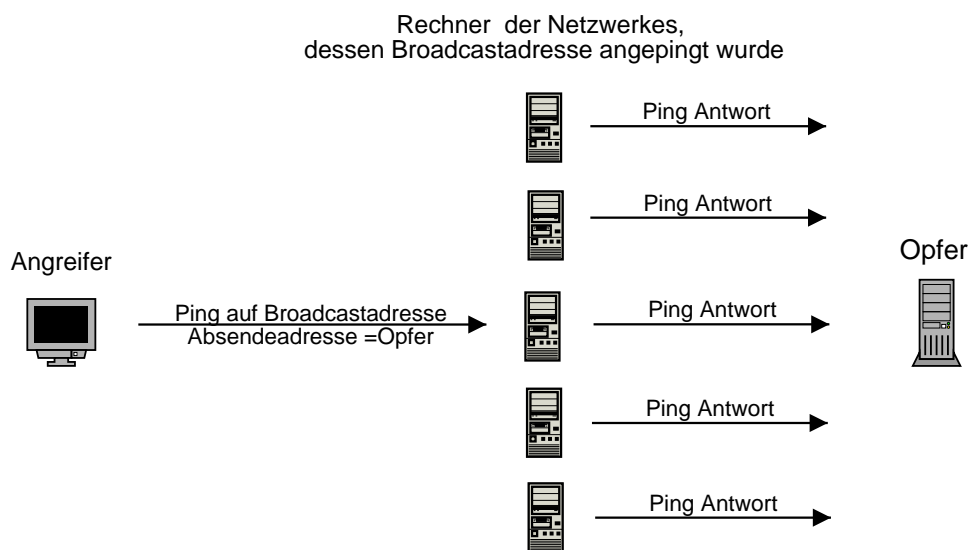 Rechner der Netzwerkes,
dessen Broadcastadresse angepingt wurde
Ping Antwort
Ping Antwort
Opfer
Angreifer
Ping auf Broadcastadresse
Absendeadresse =Opfer
Ping Antwort
Ping Antwort
Ping Antwort